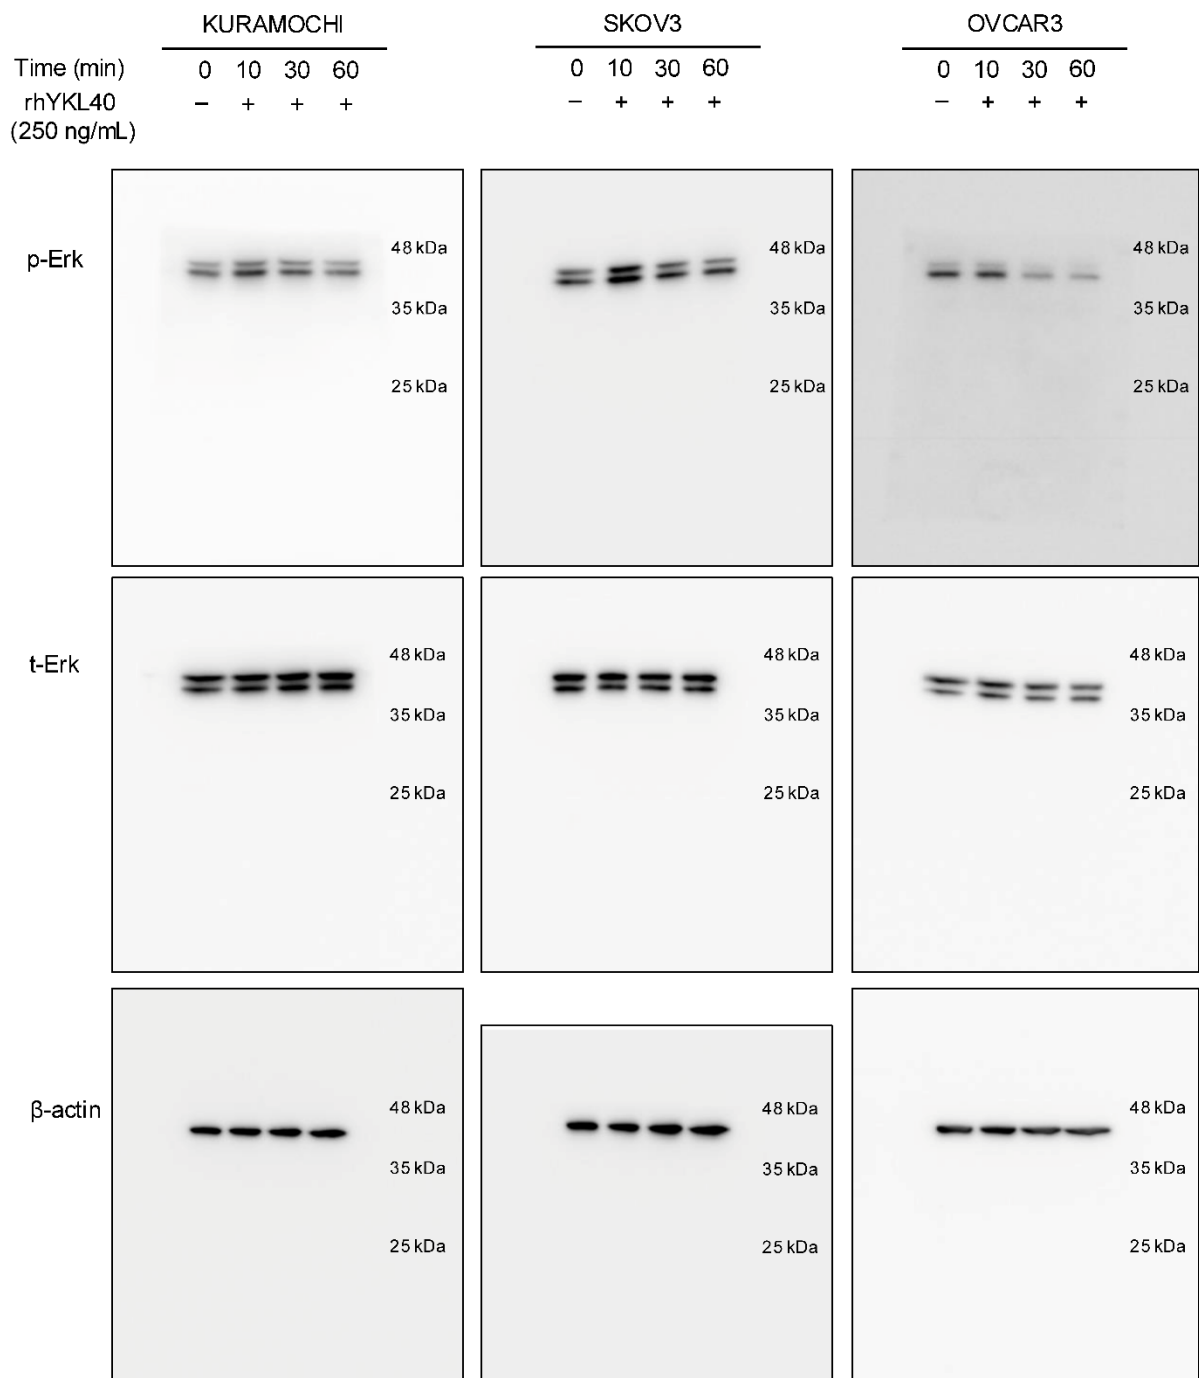 KURAMOCHI SKOV3 OVCAR3
Time (min) 0 10 30 60 0 10 30 60 0 10 30 60
rhYKL40 – + + + – + + + – + + +
(250 ng/mL)
p-Erk
48 kDa 48 kDa 48 kDa
35 kDa 35 kDa 35 kDa
25 kDa 25 kDa 25 kDa
t-Erk
48 kDa 48 kDa 48 kDa
35 kDa 35 kDa 35 kDa
25 kDa 25 kDa 25 kDa
β-actin
48 kDa 48 kDa 48 kDa
35 kDa 35 kDa 35 kDa
25 kDa 25 kDa 25 kDa